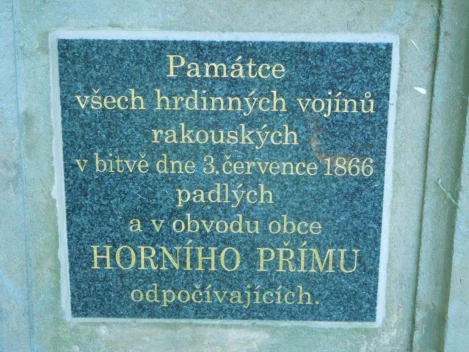 Památce
všech hrdinných vojínů
rakouských
v bitvě dne 3. července 1866
padlých
a v obvodu obce
HORNÍHO PŘÍMU
odpočívajících.